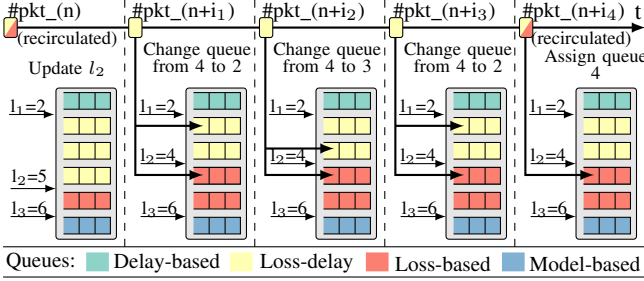 #pkt_(n) #pkt_(n+i₁) #pkt_(n+i₂) #pkt_(n+i₃) #pkt_(n+i₄) t
(recirculated) (recirculated)
Update l₂
Change queue
from 4 to 2
Change queue
from 4 to 3
Change queue
from 4 to 2
Assign queue
4
l₁=2 l₁=2 l₁=2 l₁=2 l₁=2
l₂=5 l₂=4 l₂=4 l₂=4 l₂=4
l₃=6 l₃=6 l₃=6 l₃=6 l₃=6
Queues: Delay-based Loss-delay Loss-based Model-based